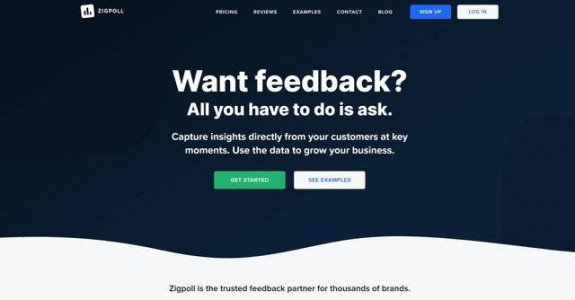 ZIGPOLL
PRICING REVIEWS EXAMPLES CONTACT BLOG SIGN UP LOG IN
Want feedback?
All you have to do is ask.
Capture insights directly from your customers at key
moments. Use the data to grow your business.
GET STARTED SEE EXAMPLES
Zigpoll is the trusted feedback partner for thousands of brands.